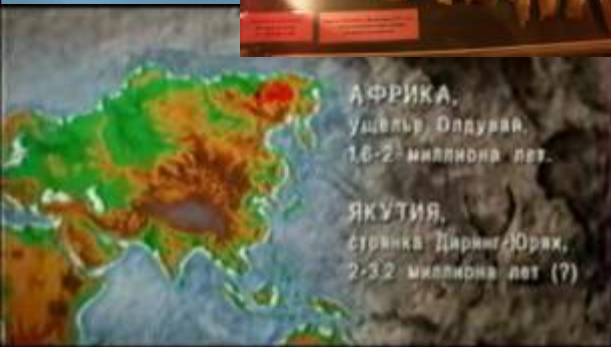 АФРИКА,
ущелье Олдувай,
1,6-2 миллиона лет.
ЯКУТИЯ,
стоянка Диринг-Юрях,
2-3,2 миллиона лет (?)